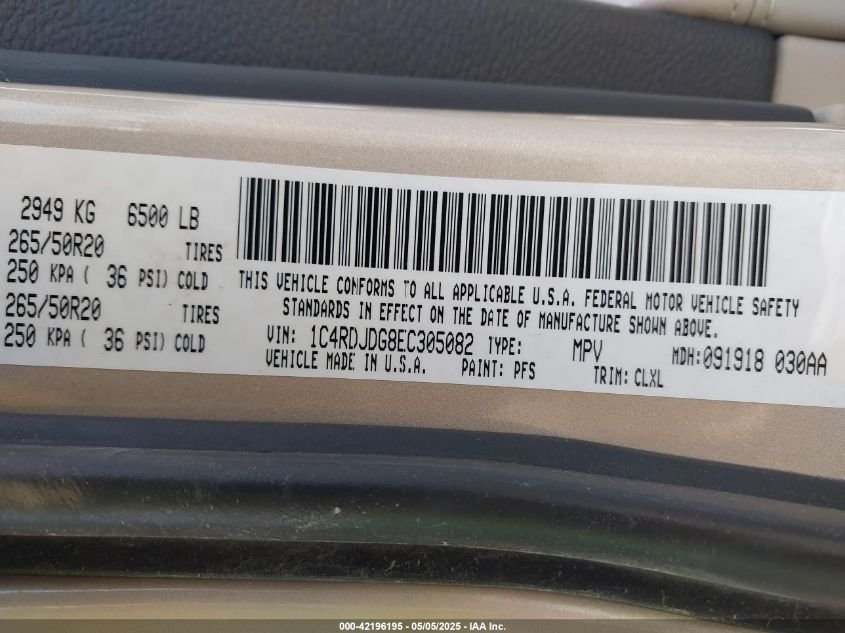 2949 KG 6500 LB
265/50R20 TIRES
250 KPA ( 36 PSI) COLD
265/50R20 TIRES
250 KPA ( 36 PSI) COLD
THIS VEHICLE CONFORMS TO ALL APPLICABLE U.S.A. FEDERAL MOTOR VEHICLE SAFETY
STANDARDS IN EFFECT ON THE DATE OF MANUFACTURE SHOWN ABOVE.
VIN: 1C4RDJDG8EC305082 TYPE: MPV MDH:091918 030AA
VEHICLE MADE IN U.S.A. PAINT: PFS TRIM: CLXL
000-42196195 - 05/05/2025 - IAA Inc.